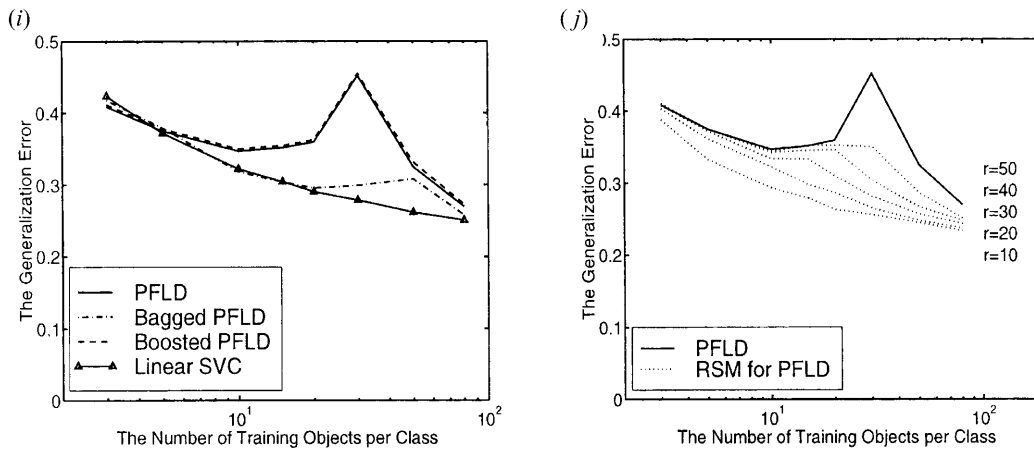 (i)
0.5
0.4
0.3
0.2
0.1
0
The Generalization Error
PFLD
Bagged PFLD
Boosted PFLD
Linear SVC
10^1
10^2
The Number of Training Objects per Class
(j)
0.5
0.4
0.3
0.2
0.1
0
The Generalization Error
r=50
r=40
r=30
r=20
r=10
PFLD
RSM for PFLD
10^1
10^2
The Number of Training Objects per Class